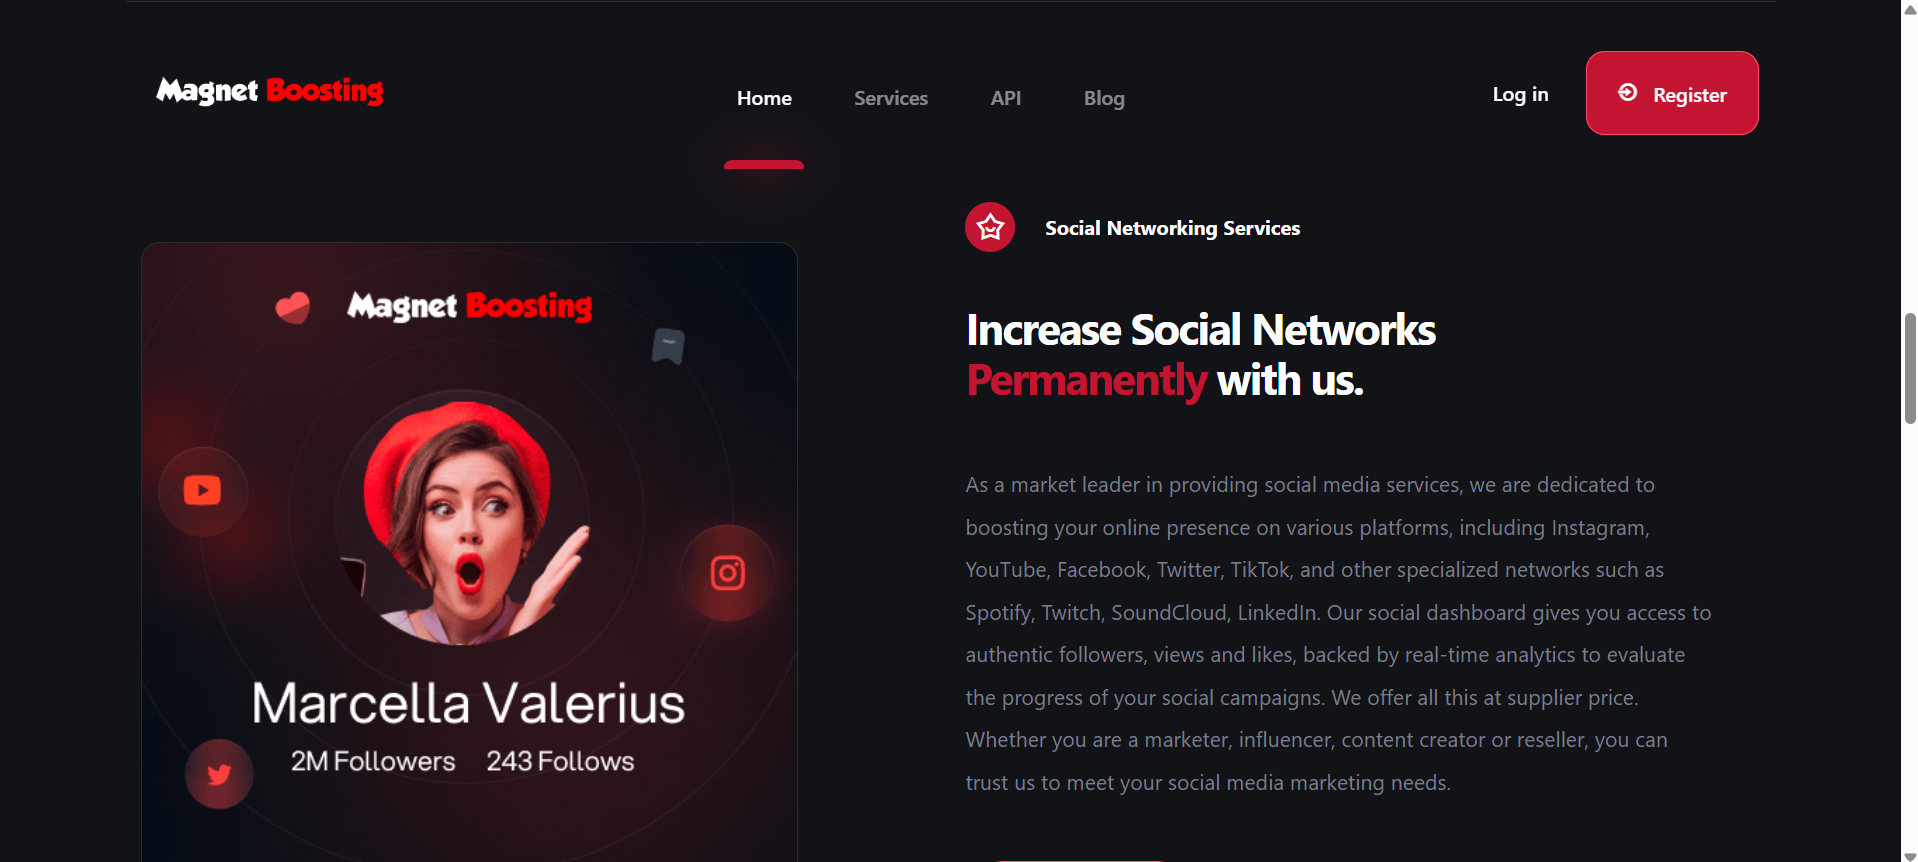 Magnet Boosting
Home
Services
API
Blog
Log in
Register
Magnet Boosting
Marcella Valerius
2M Followers
243 Follows
Social Networking Services
Increase Social Networks
Permanently with us.
As a market leader in providing social media services, we are dedicated to
boosting your online presence on various platforms, including Instagram,
YouTube, Facebook, Twitter, TikTok, and other specialized networks such as
Spotify, Twitch, SoundCloud, LinkedIn. Our social dashboard gives you access to
authentic followers, views and likes, backed by real-time analytics to evaluate
the progress of your social campaigns. We offer all this at supplier price.
Whether you are a marketer, influencer, content creator or reseller, you can
trust us to meet your social media marketing needs.